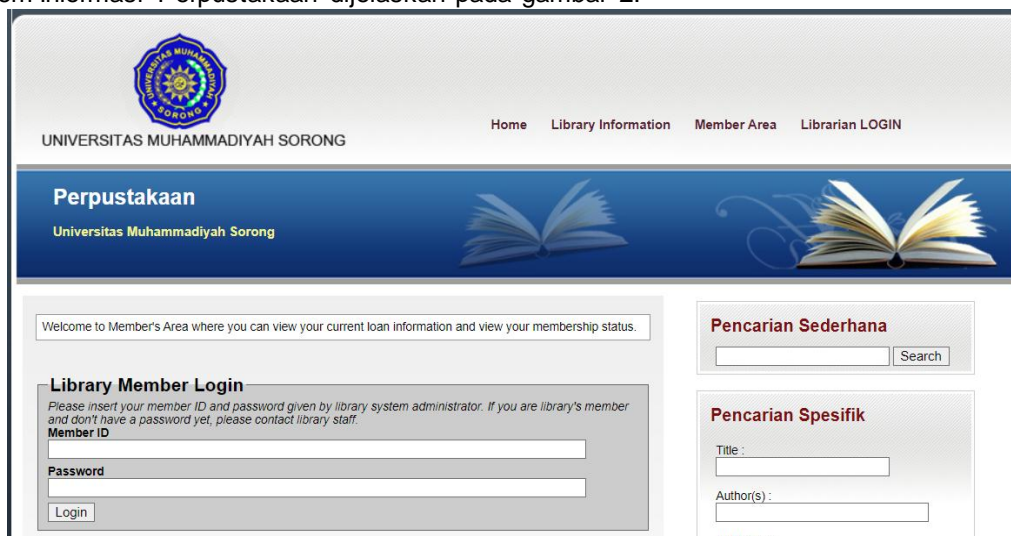 Informasi Perpustakaan dijelaskan pada gambar 2.
UNIVERSITAS MUHAMMADIYAH SORONG
UNIVERSITAS MUHAMMADIYAH SORONG
Home Library Information Member Area Librarian LOGIN
Perpustakaan
Universitas Muhammadiyah Sorong
Welcome to Member's Area where you can view your current loan information and view your membership status.
Library Member Login
Please insert your member ID and password given by library system administrator. If you are library's member
and don't have a password yet, please contact library staff.
Member ID
Password
Login
Pencarian Sederhana
Search
Pencarian Spesifik
Title :
Author(s) :